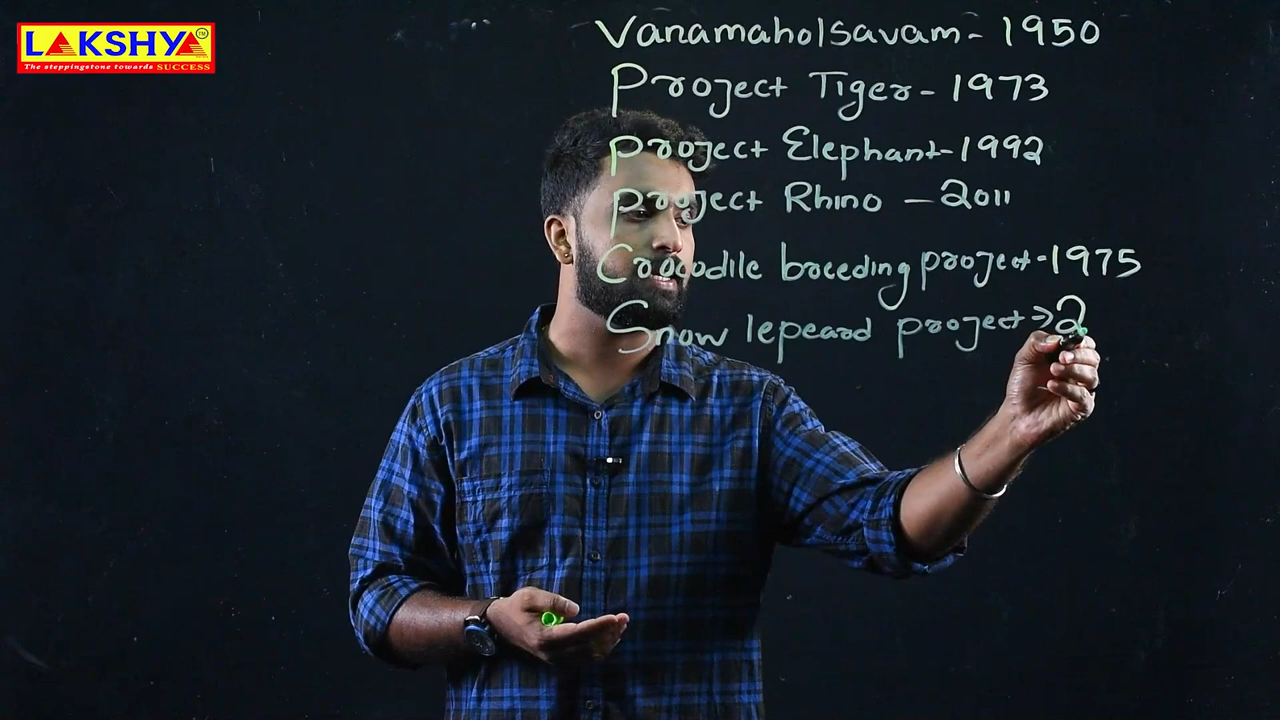 LAKSHYA TM
The steppingstone towards SUCCESS
Vanamaholsavam - 1950
Project Tiger - 1973
Project Elephant - 1992
Project Rhino - 2011
Crocodile breeding project - 1975
Snow lepeard project → 2